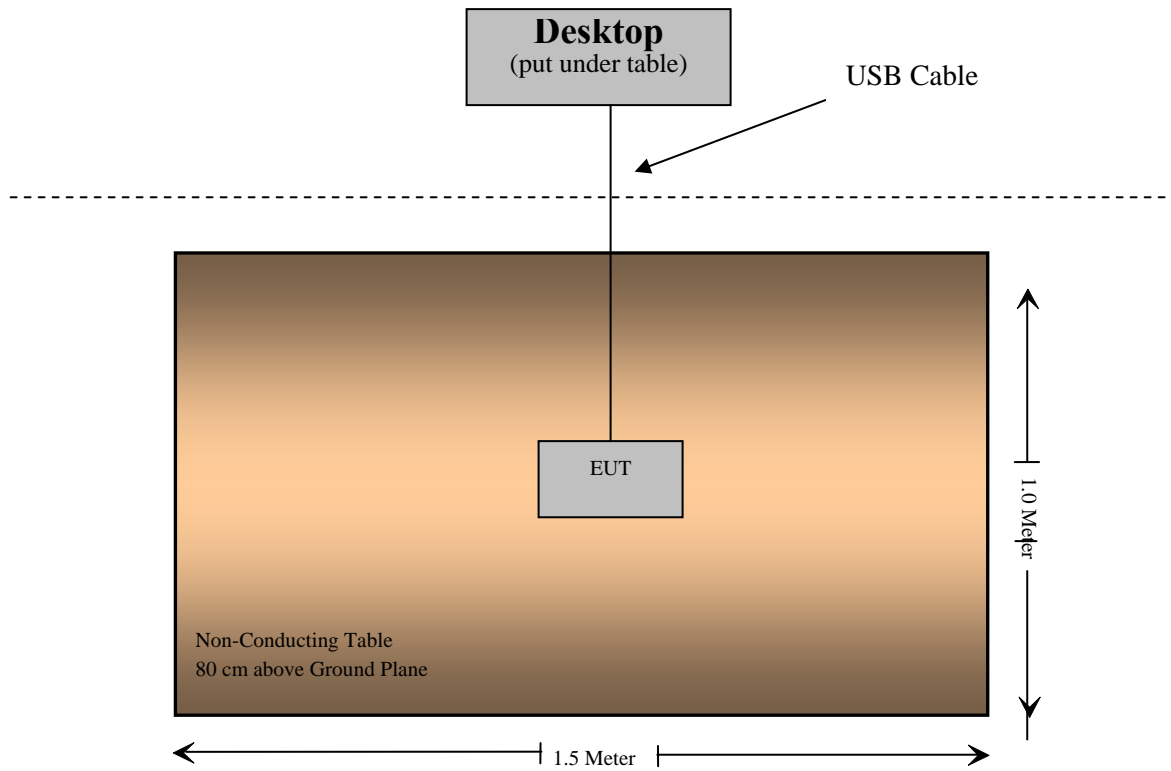 Desktop
(put under table)
USB Cable
EUT
1.0 Meter
Non-Conducting Table
80 cm above Ground Plane
1.5 Meter